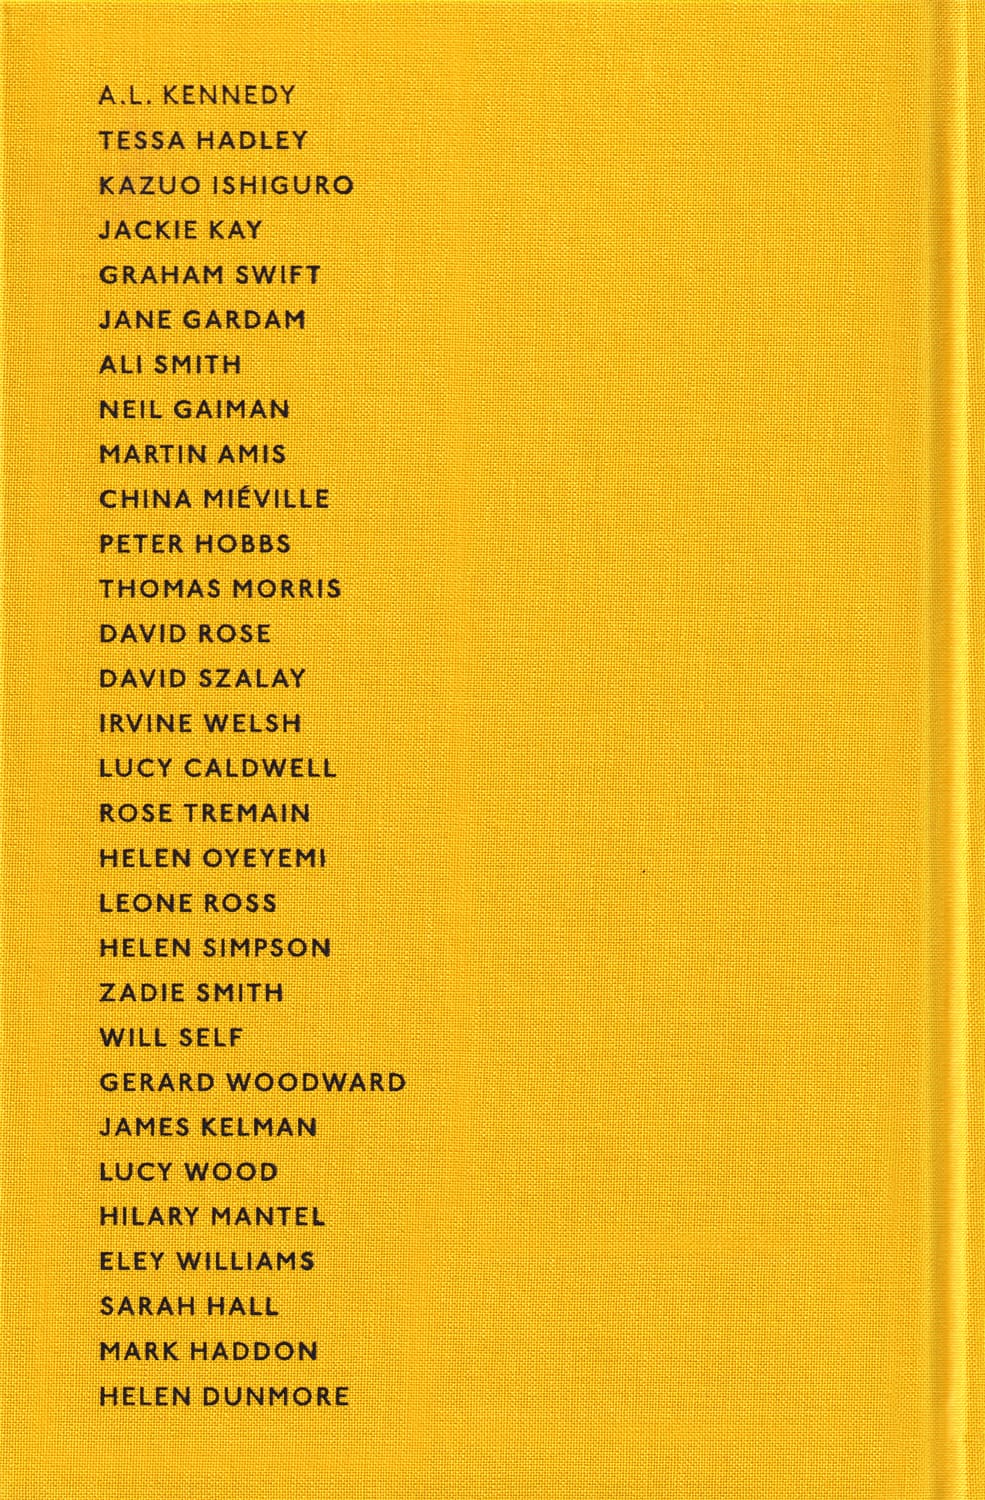 A.L. KENNEDY
TESSA HADLEY
KAZUO ISHIGURO
JACKIE KAY
GRAHAM SWIFT
JANE GARDAM
ALI SMITH
NEIL GAIMAN
MARTIN AMIS
CHINA MIÉVILLE
PETER HOBBS
THOMAS MORRIS
DAVID ROSE
DAVID SZALAY
IRVINE WELSH
LUCY CALDWELL
ROSE TREMAIN
HELEN OYEYEMI
LEONE ROSS
HELEN SIMPSON
ZADIE SMITH
WILL SELF
GERARD WOODWARD
JAMES KELMAN
LUCY WOOD
HILARY MANTEL
ELEY WILLIAMS
SARAH HALL
MARK HADDON
HELEN DUNMORE